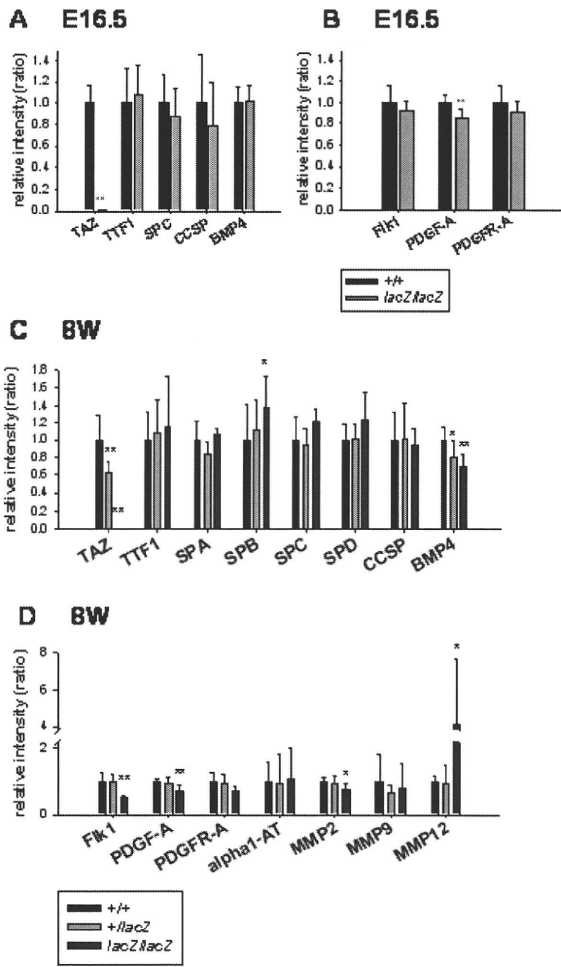 A E16.5
relative intensity (ratio)
1.4
1.2
1.0
0.8
0.6
0.4
0.2
0.0
**
TAZ TTF1 SPC CCSP BMP4
B E16.5
relative intensity (ratio)
1.4
1.2
1.0
0.8
0.6
0.4
0.2
0.0
**
Flk1 PDGF-A PDGFR-A
+/+
lacZ/lacZ
C 8W
relative intensity (ratio)
1.8
1.6
1.4
1.2
1.0
0.8
0.6
0.4
0.2
0.0
** ** * * **
TAZ TTF1 SPA SPB SPC SPD CCSP BMP4
D 8W
relative intensity (ratio)
8
6
4
2
0
** ** * *
Flk1 PDGF-A PDGFR-A alpha1-AT MMP2 MMP9 MMP12
+/+
+/lacZ
lacZ/lacZ